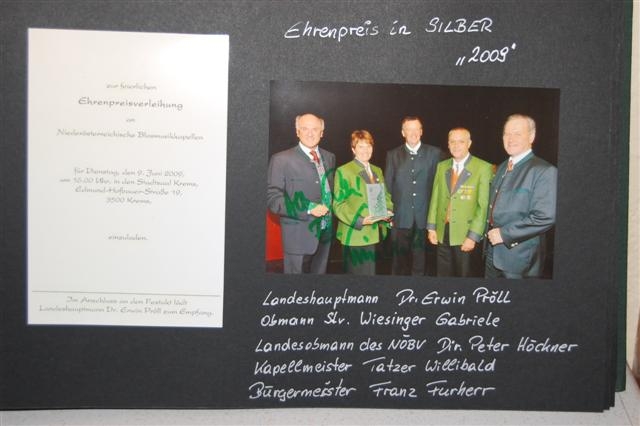 zur feierlichen
Ehrenpreisverleihung
an
Niederösterreichische Blasmusikkapellen
für Dienstag, den 9. Juni 2009,
um 18.00 Uhr, in den Stadtsaal Krems,
Edmund-Hofbauer-Straße 19,
3500 Krems,
einzuladen.
Im Anschluss an den Festakt lädt
Landeshauptmann Dr. Erwin Pröll zum Empfang.
Ehrenpreis in SILBER
„2009“
Landeshauptmann Dr. Erwin Pröll
Obmann Stv. Wiesinger Gabriele
Landesobmann des NÖBV Dir. Peter Höckner
Kapellmeister Tatzer Willibald
Bürgermeister Franz Furherr